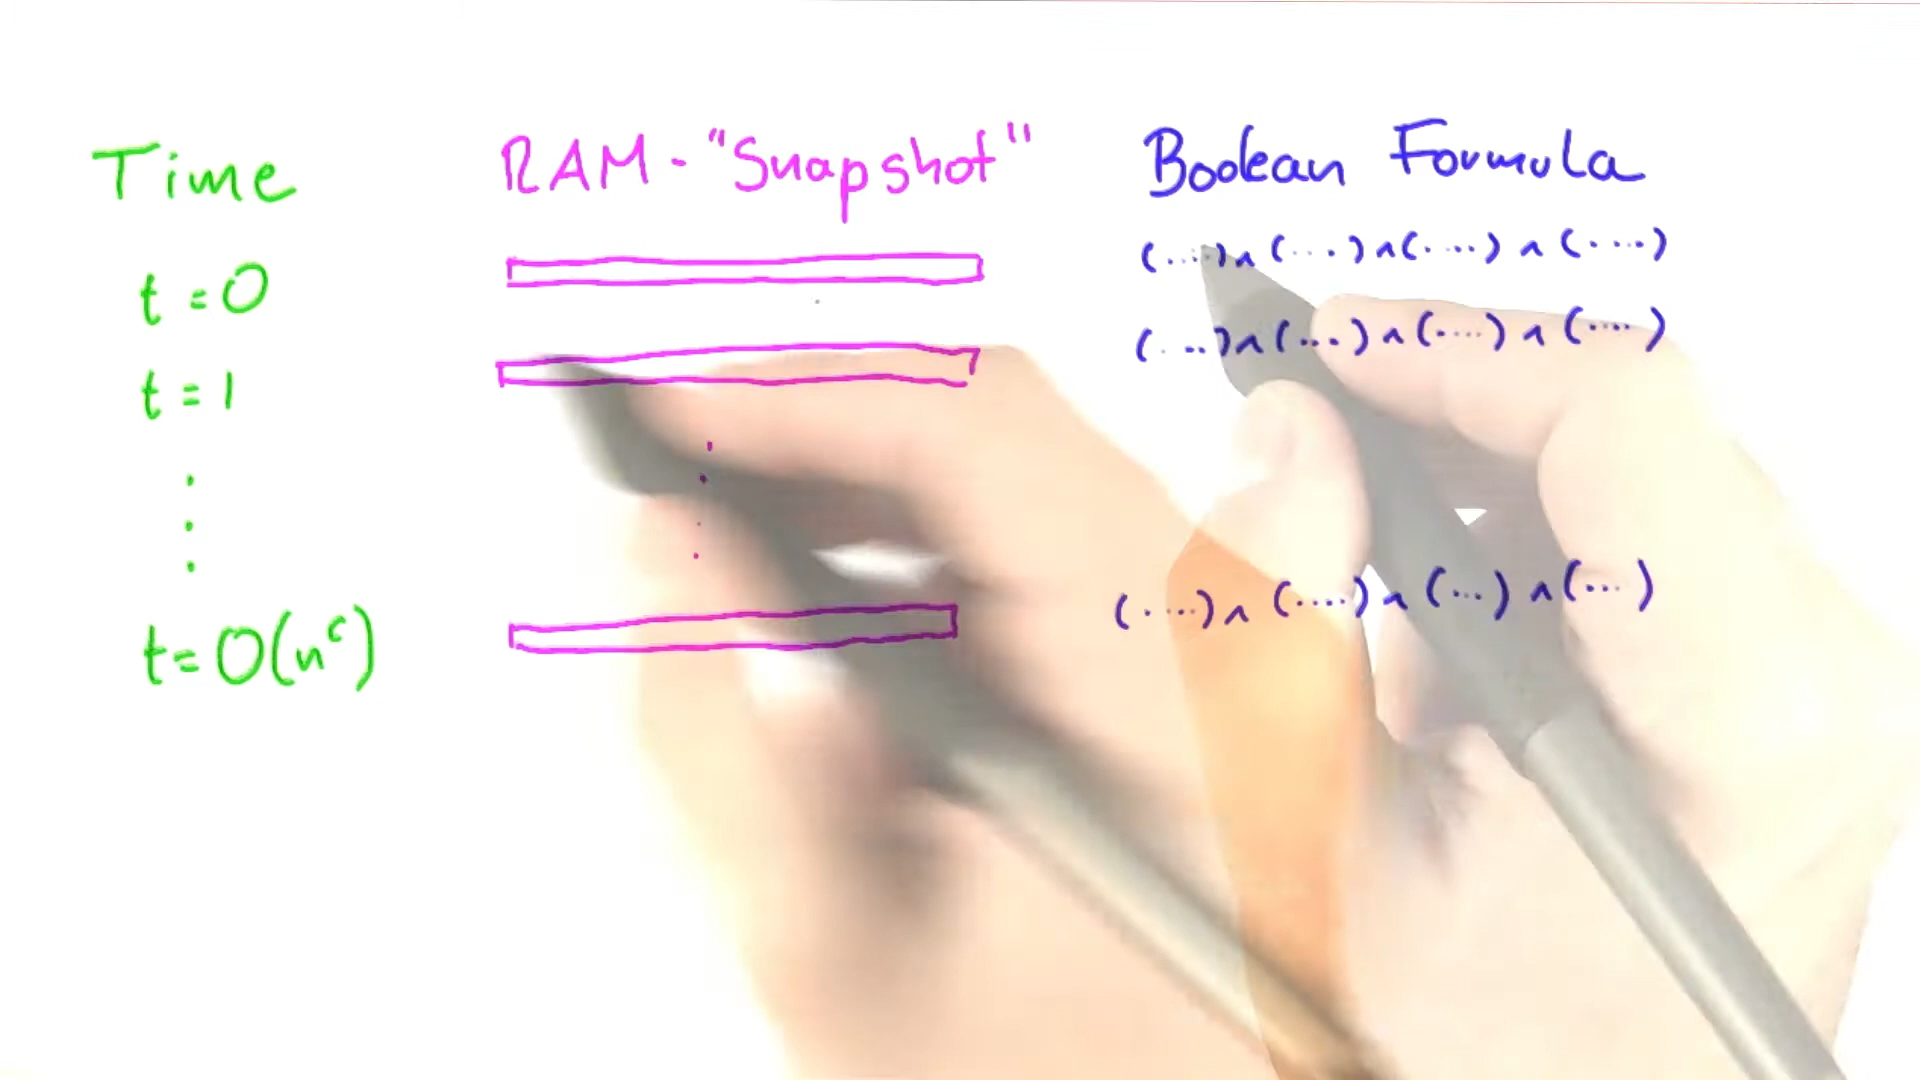 Time RAM-"Snapshot" Boolean Formula
t=0 (....)∧(....)∧(....)∧(....)
t=1 (....)∧(....)∧(....)∧(....)
t=O(n^c) (....)∧(....)∧(...)∧(...)